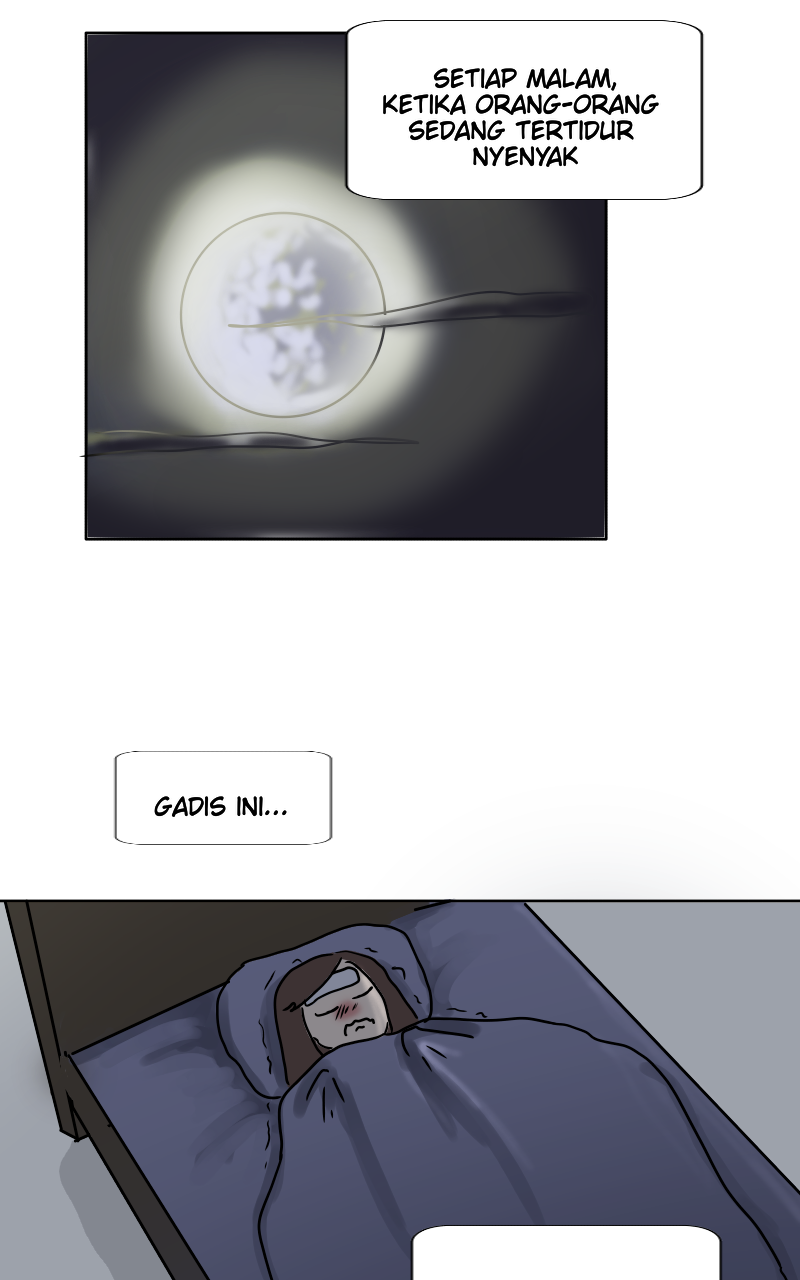 SETIAP MALAM,
KETIKA ORANG-ORANG
SEDANG TERTIDUR
NYENYAK
GADIS INI...